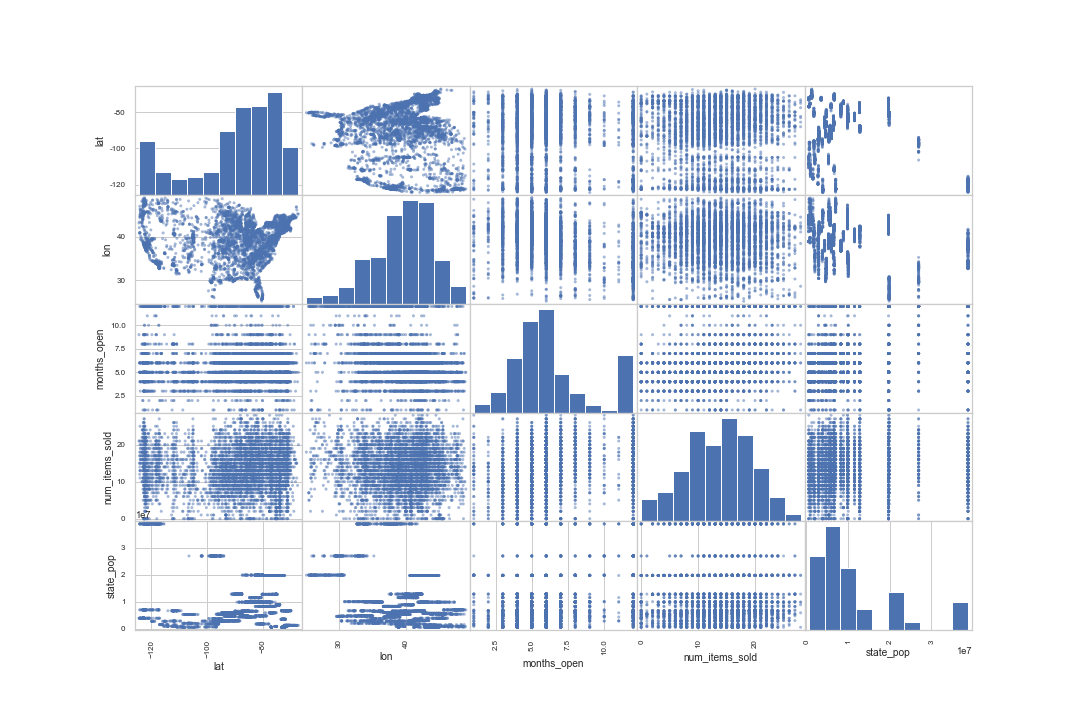 lat
-50
-100
-120
lon
40
30
months_open
10.0
7.5
5.0
2.5
num_items_sold
20
10
0
1e7
state_pop
3
2
1
0
-120 -100 -60 30 40 2.5 5.0 7.5 10.0 0 10 20 0 1 2 3
lat lon months_open num_items_sold state_pop 1e7